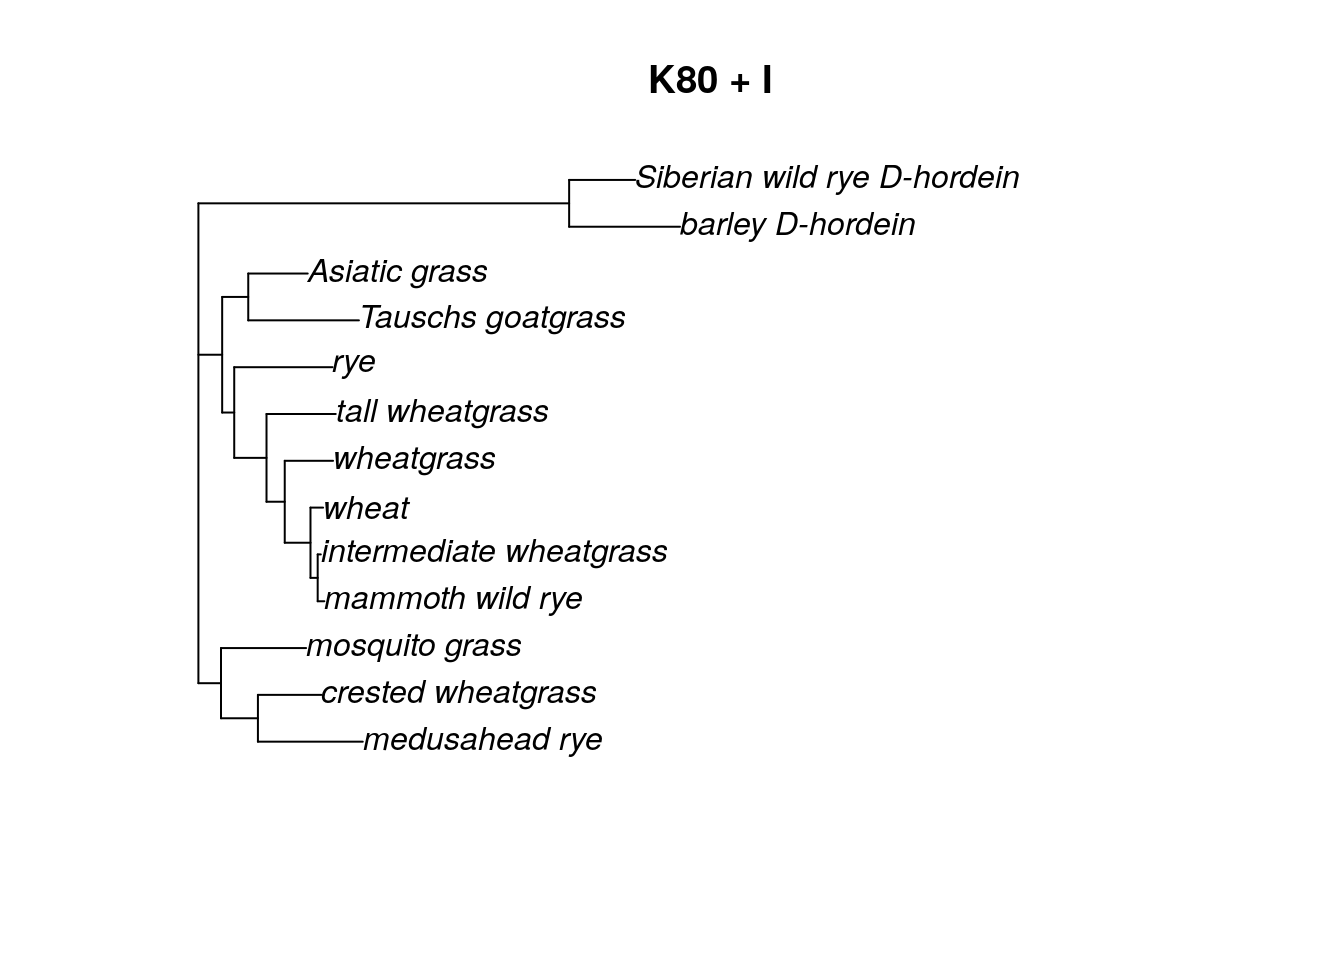 K80 + I
Siberian wild rye D-hordein
barley D-hordein
Asiatic grass
Tauschs goatgrass
rye
tall wheatgrass
wheatgrass
wheat
intermediate wheatgrass
mammoth wild rye
mosquito grass
crested wheatgrass
medusahead rye